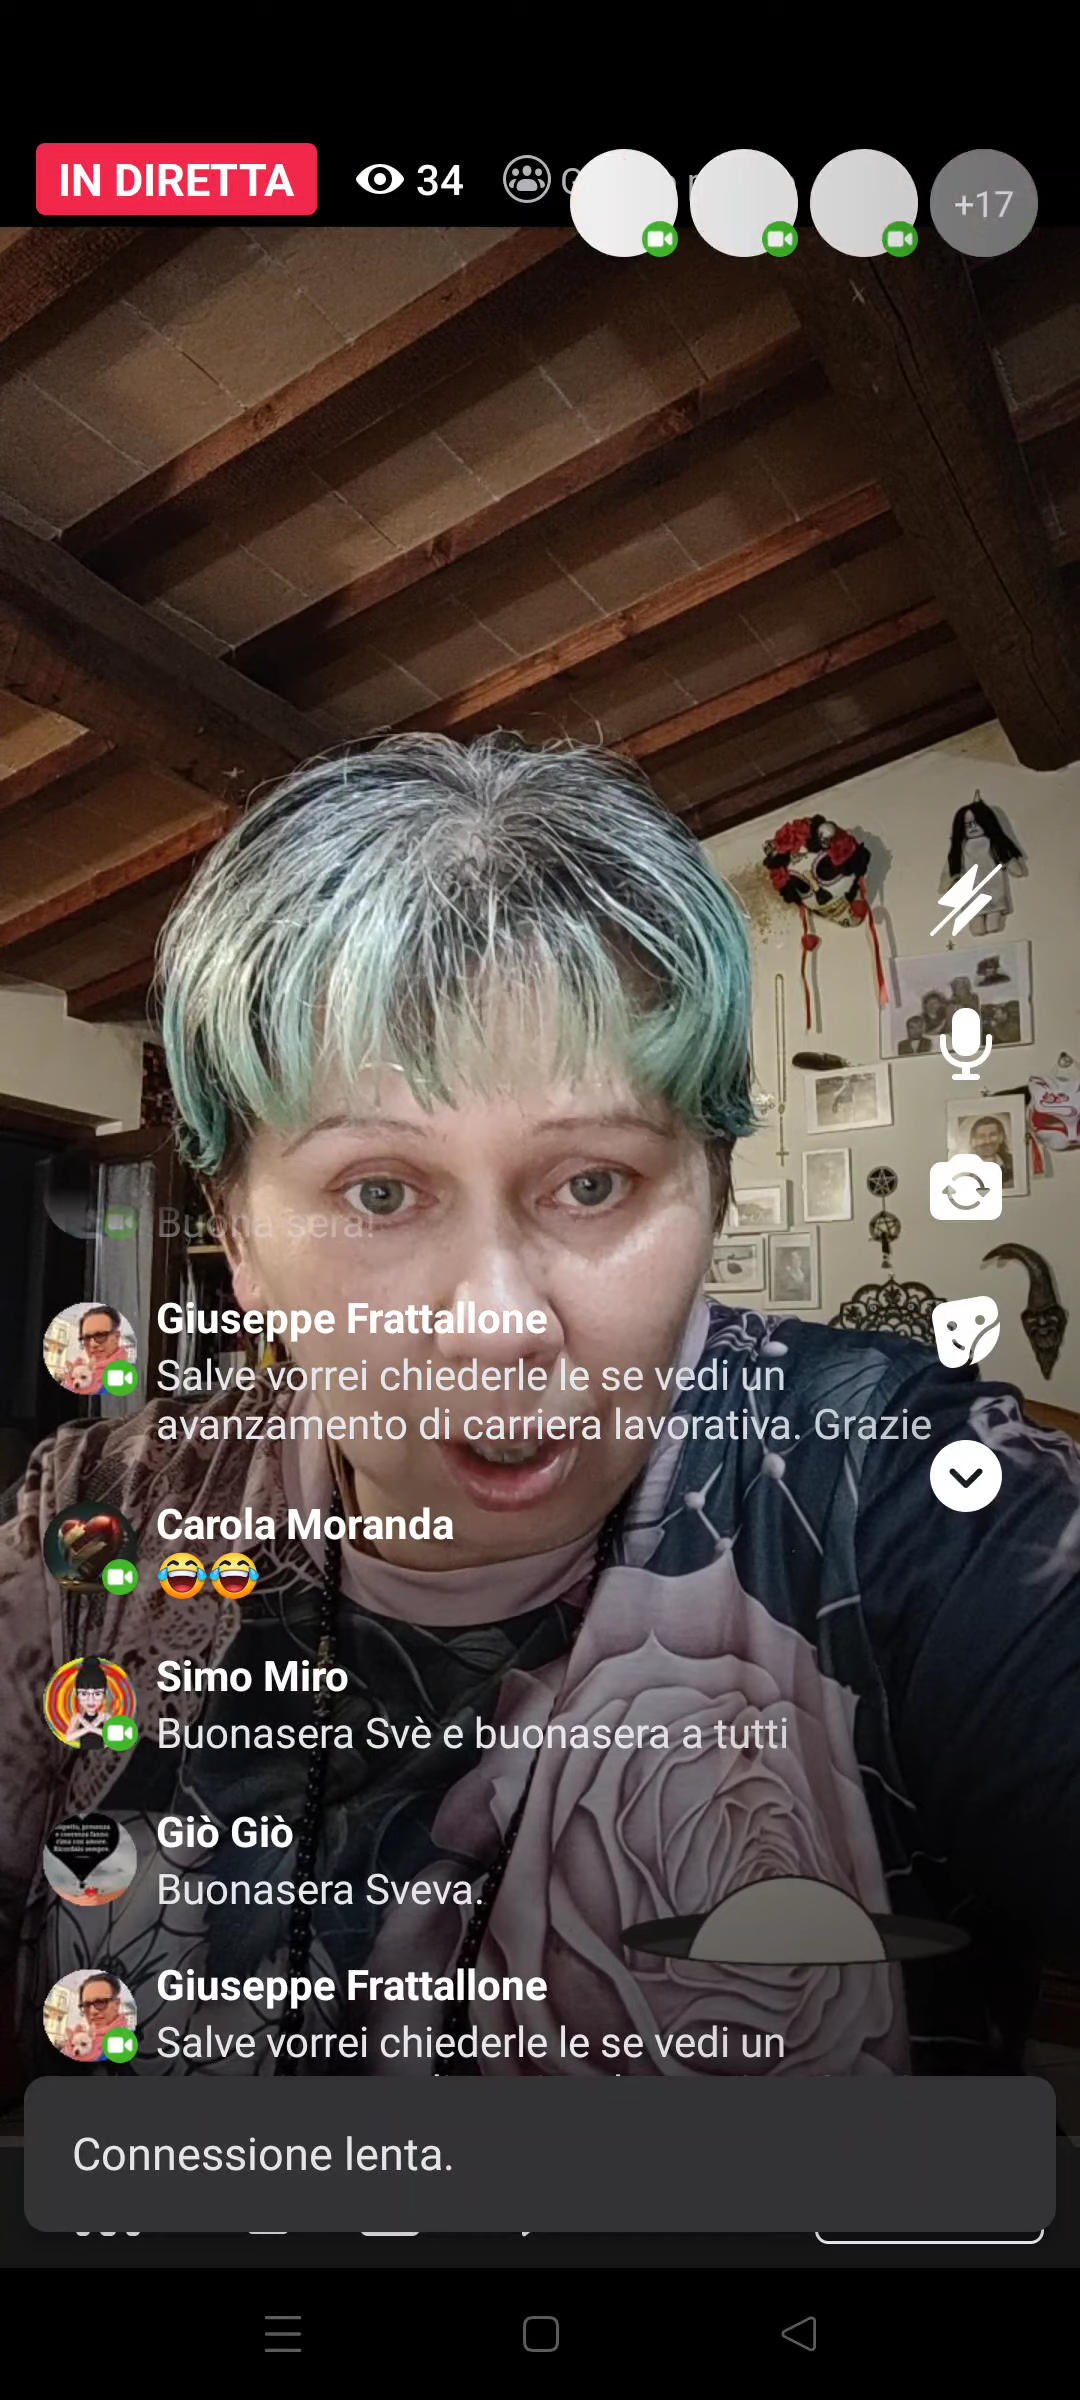 IN DIRETTA
34
+17
Buona sera!
Giuseppe Frattallone
Salve vorrei chiederle le se vedi un
avanzamento di carriera lavorativa. Grazie
Carola Moranda
😂😂
Simo Miro
Buonasera Svè e buonasera a tutti
Giò Giò
Buonasera Sveva.
Giuseppe Frattallone
Salve vorrei chiederle le se vedi un
Connessione lenta.